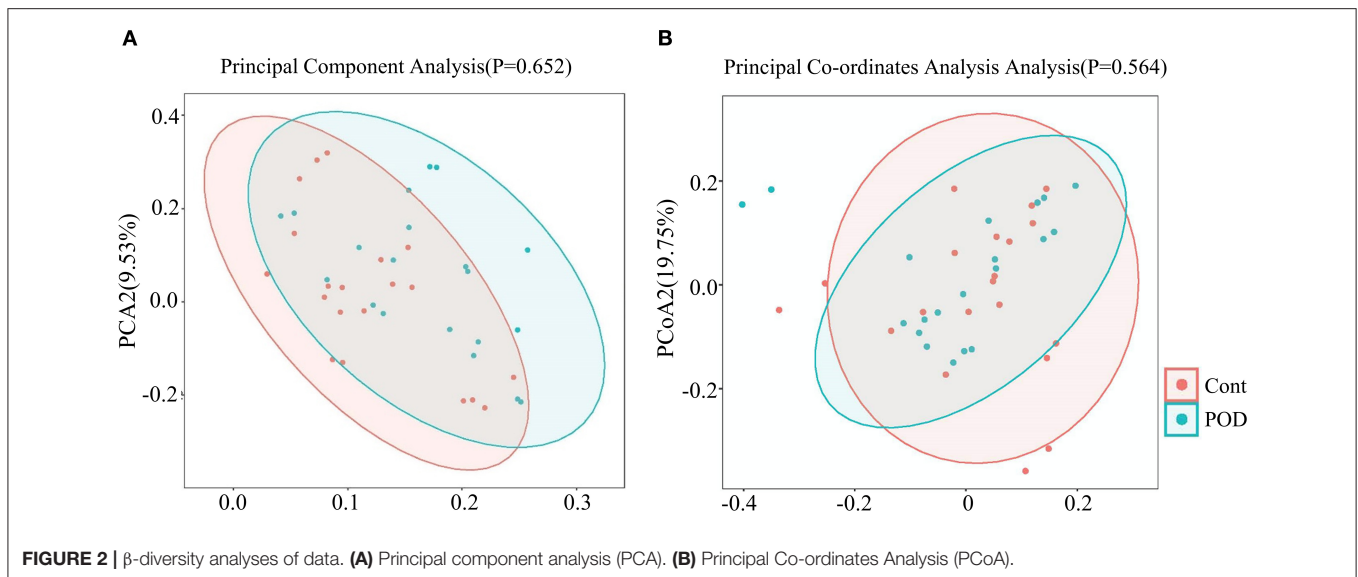 A
Principal Component Analysis(P=0.652)
PCA2(9.53%)
0.4
0.2
0.0
-0.2
0.0 0.1 0.2 0.3
B
Principal Co-ordinates Analysis Analysis(P=0.564)
PCoA2(19.75%)
0.2
0.0
-0.2
-0.4 -0.2 0 0.2
Cont
POD
FIGURE 2 | β-diversity analyses of data. (A) Principal component analysis (PCA). (B) Principal Co-ordinates Analysis (PCoA).